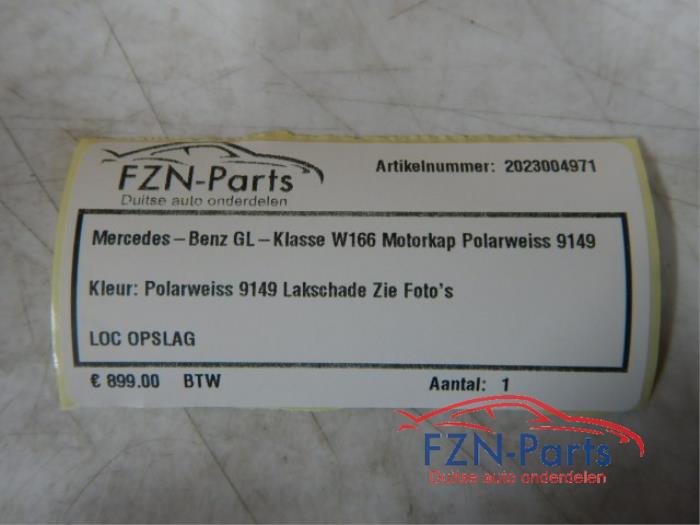 FZN-Parts
Duitse auto onderdelen
Artikelnummer: 2023004971
Mercedes-Benz GL-Klasse W166 Motorkap Polarweiss 9149
Kleur: Polarweiss 9149 Lakschade Zie Foto's
LOC OPSLAG
€ 899.00 BTW Aantal: 1
FZN-Parts
Duitse auto onderdelen